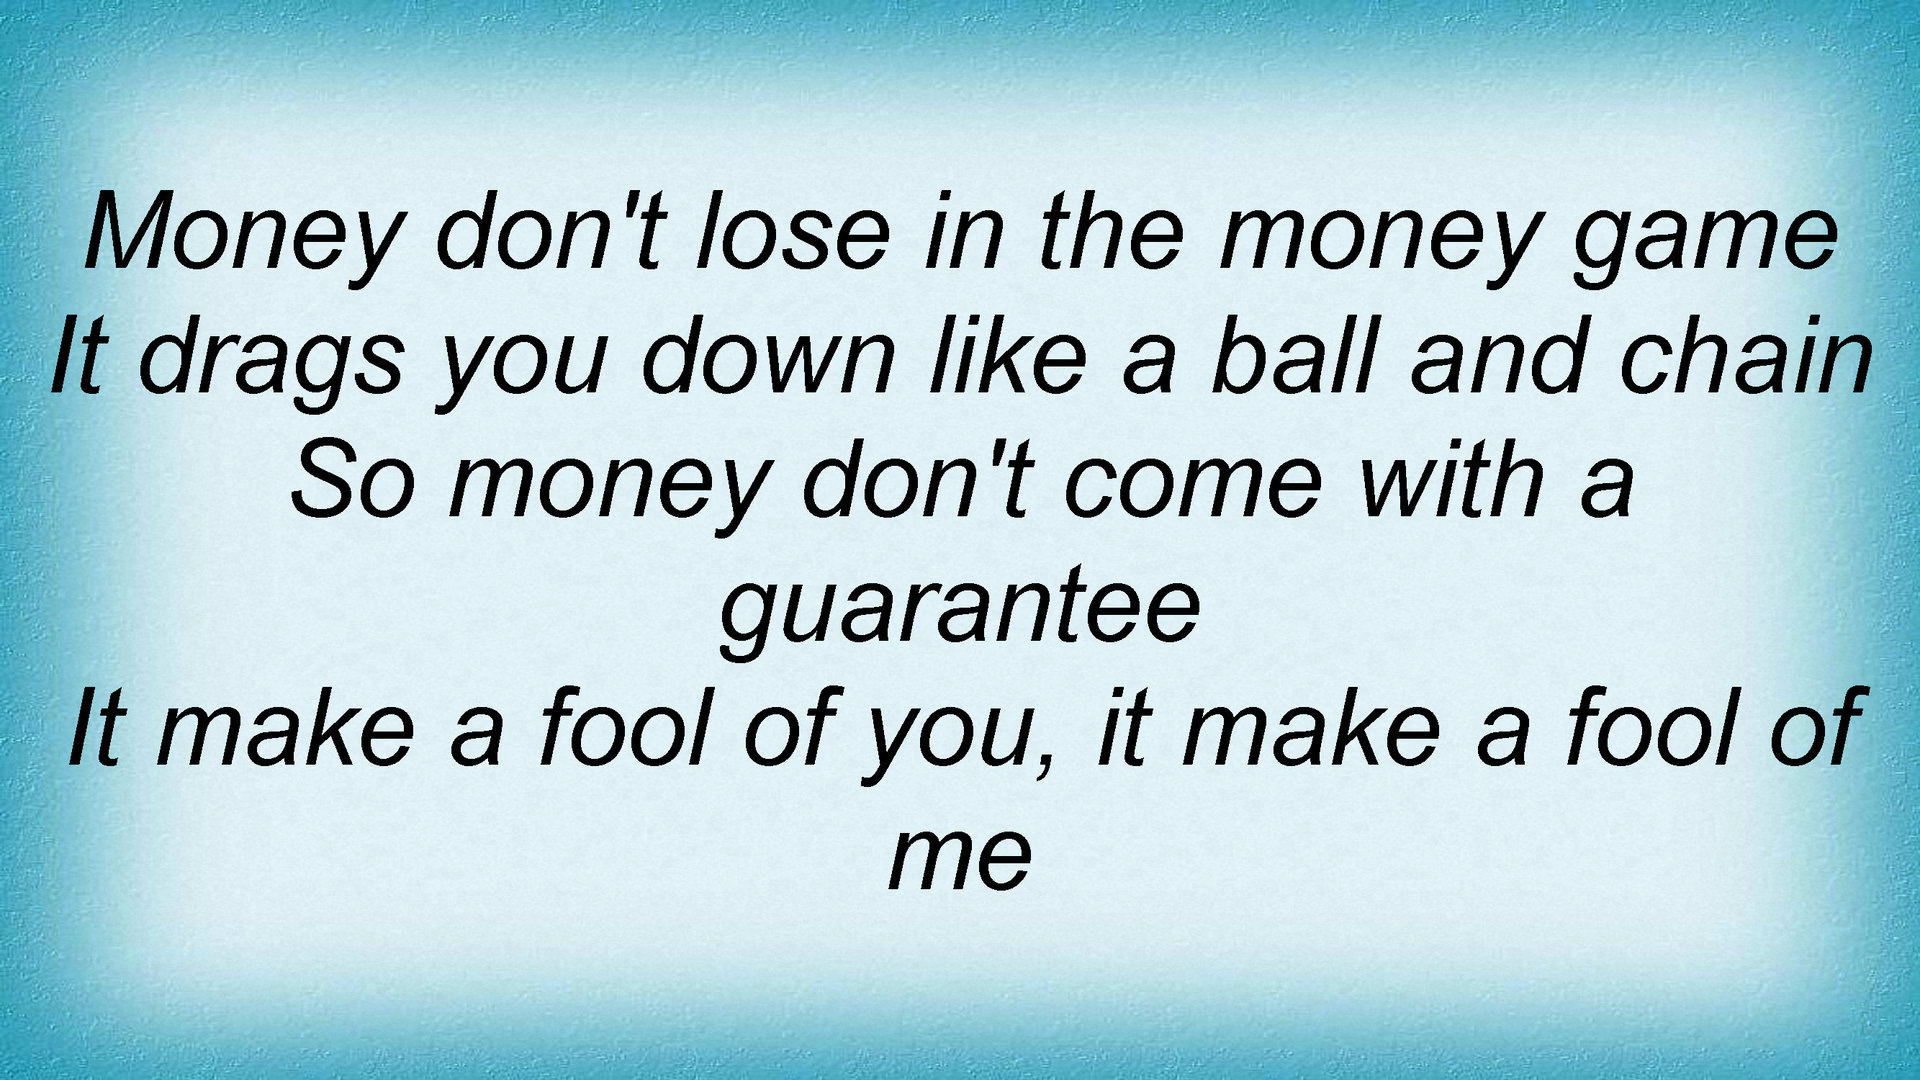 Money don't lose in the money game
It drags you down like a ball and chain
So money don't come with a
guarantee
It make a fool of you, it make a fool of
me